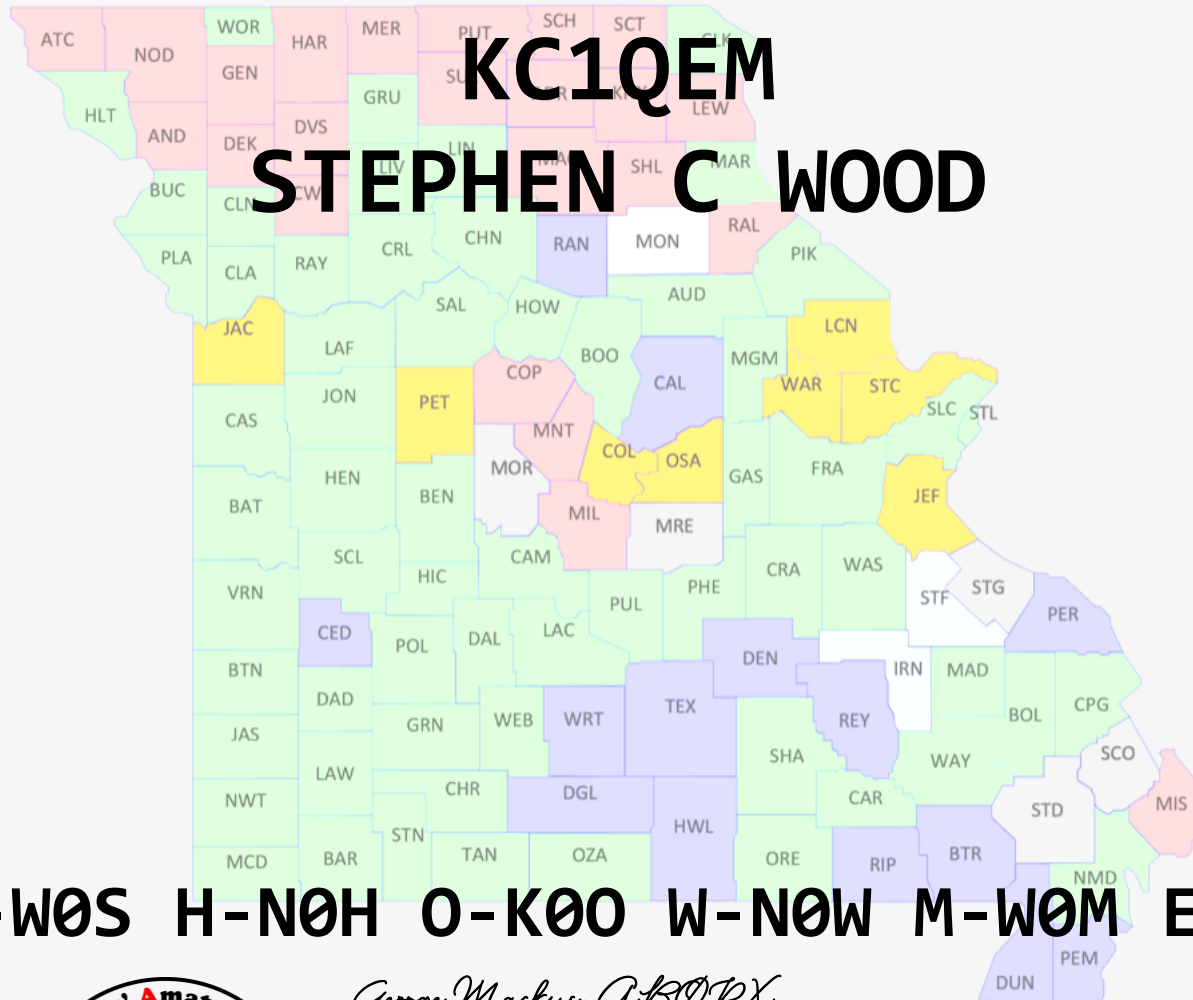 WOR
ATC NOD HAR MER PUT SCH SCT CLK
GEN
KC1QEM
HLT GRU LEW
AND DEK DVS LIN
STEPHEN C WOOD
BUC CLN LIV MAC SHL MAR
PLA CLA RAY CRL CHN RAN MON RAL PIK
JAC LAF SAL HOW AUD LCN
BOO MGM
CAS JON PET COP CAL WAR STC SLC STL
BAT HEN BEN MOR MNT COL OSA GAS FRA JEF
MIL MRE
VRN SCL HIC CAM PUL PHE CRA WAS STF STG PER
CED POL DAL LAC DEN IRN MAD
BTN DAD
JAS GRN WEB WRT TEX REY BOL CPG
LAW SHA WAY SCO
NWT CHR DGL CAR STD MIS
MCD BAR STN TAN OZA HWL ORE RIP BTR NMD
-W0S H-N0H O-K0O W-N0W M-W0M E
DUN PEM